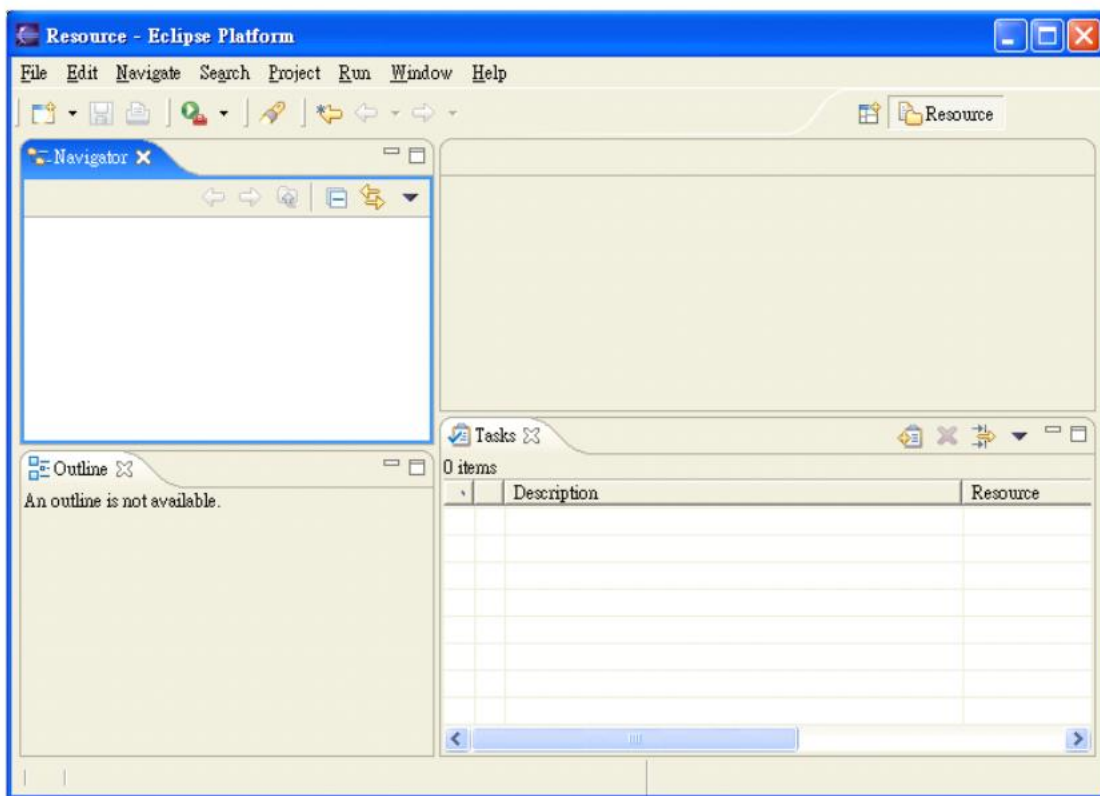 Resource - Eclipse Platform
File Edit Navigate Search Project Run Window Help
Resource
Navigator
Tasks
0 items
Description Resource
Outline
An outline is not available.